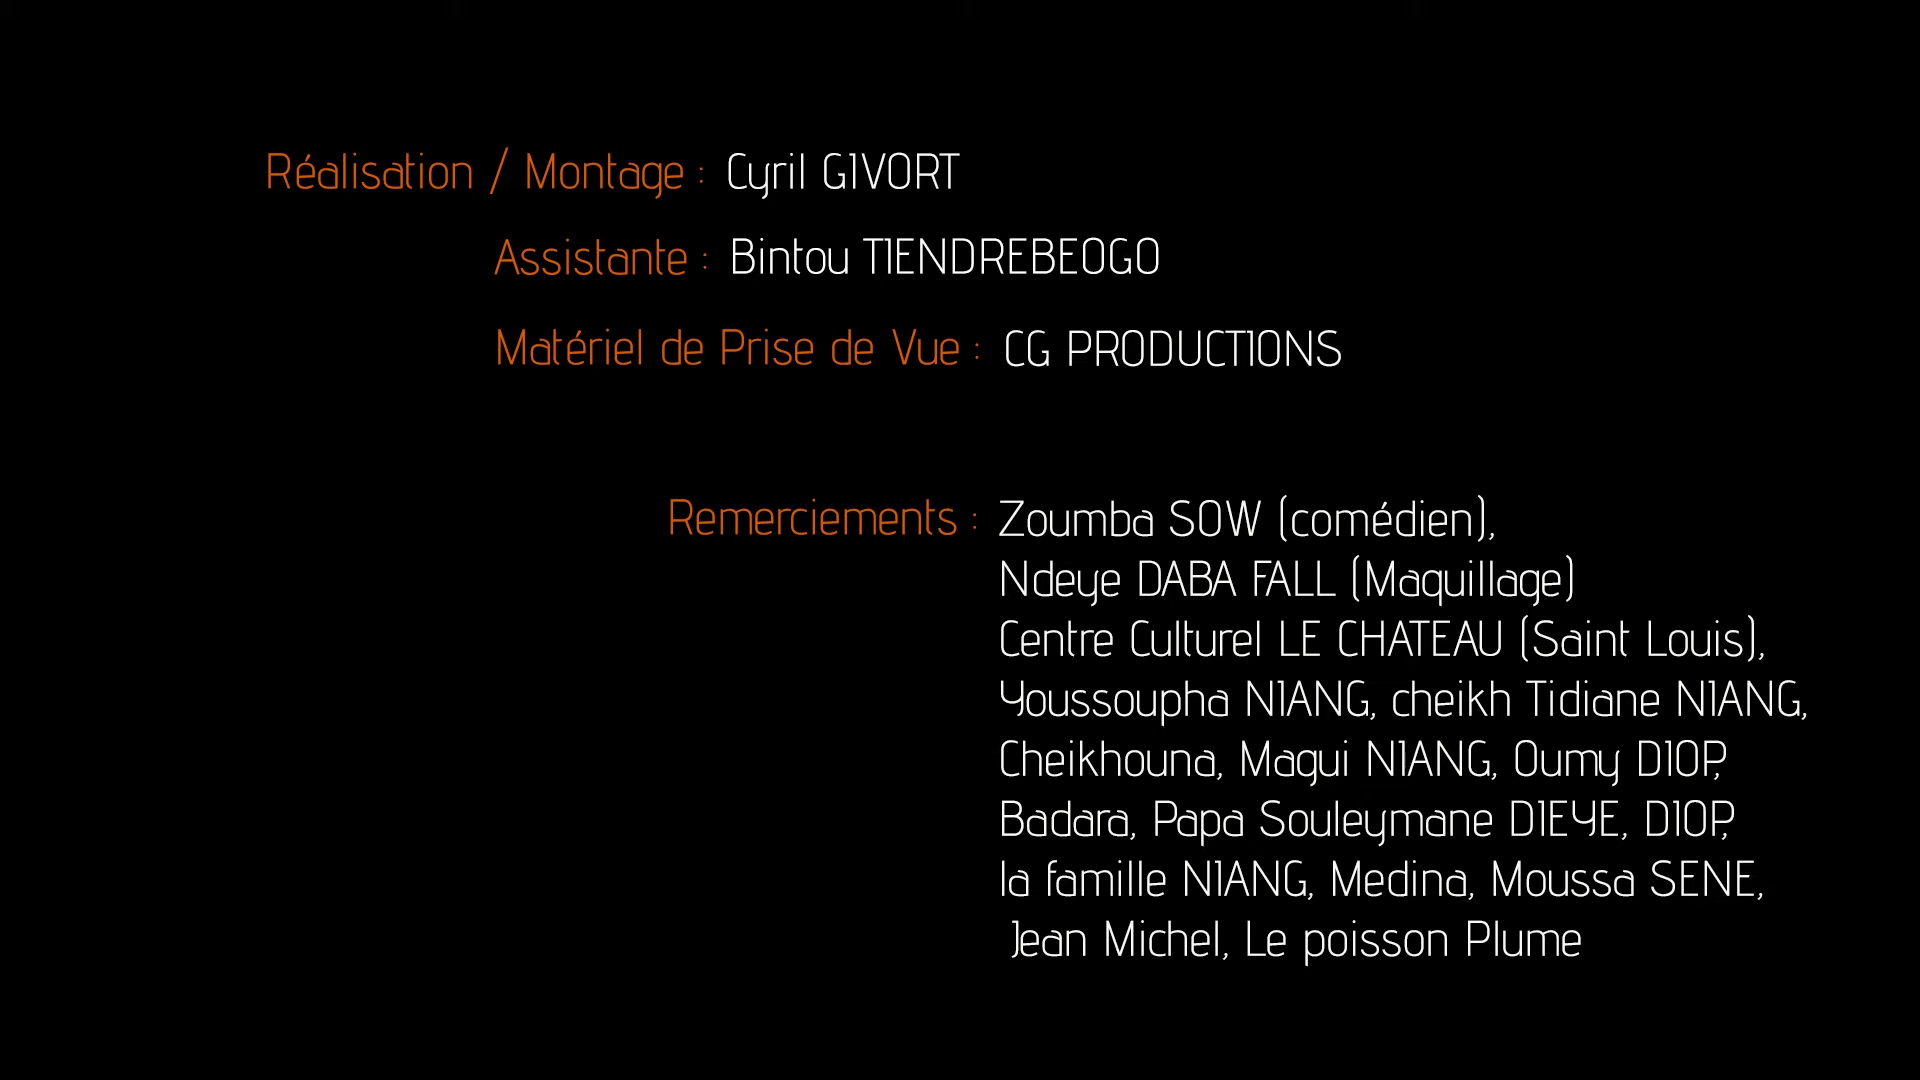 Réalisation / Montage : Cyril GIVORT
Assistante : Bintou TIENDREBEOGO
Matériel de Prise de Vue : CG PRODUCTIONS
Remerciements : Zoumba SOW (comédien),
Ndeye DABA FALL (Maquillage)
Centre Culturel LE CHATEAU (Saint Louis),
Youssoupha NIANG, cheikh Tidiane NIANG,
Cheikhouna, Magui NIANG, Oumy DIOP,
Badara, Papa Souleymane DIEYE, DIOP,
la famille NIANG, Medina, Moussa SENE,
Jean Michel, Le poisson Plume